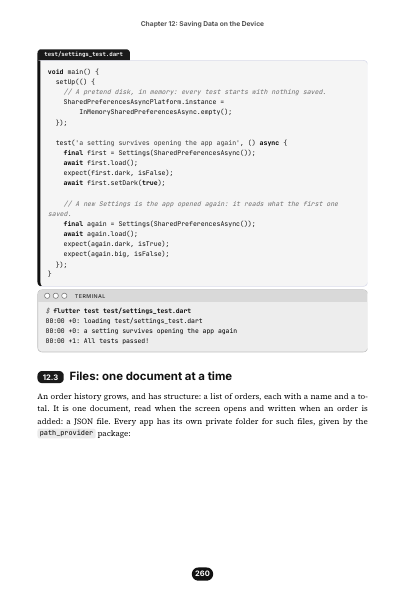 Chapter 12: Saving Data on the Device
test/settings_test.dart
void main() {
  setUp(() {
    // A pretend disk, in memory: every test starts with nothing saved.
    SharedPreferencesAsyncPlatform.instance =
        InMemorySharedPreferencesAsync.empty();
  });

  test('a setting survives opening the app again', () async {
    final first = Settings(SharedPreferencesAsync());
    await first.load();
    expect(first.dark, isFalse);
    await first.setDark(true);

    // A new Settings is the app opened again: it reads what the first one
saved.
    final again = Settings(SharedPreferencesAsync());
    await again.load();
    expect(again.dark, isTrue);
    expect(again.big, isFalse);
  });
}
TERMINAL
$ flutter test test/settings_test.dart
00:00 +0: loading test/settings_test.dart
00:00 +0: a setting survives opening the app again
00:00 +1: All tests passed!
12.3 Files: one document at a time
An order history grows, and has structure: a list of orders, each with a name and a to-
tal. It is one document, read when the screen opens and written when an order is
added: a JSON file. Every app has its own private folder for such files, given by the
path_provider package:
260